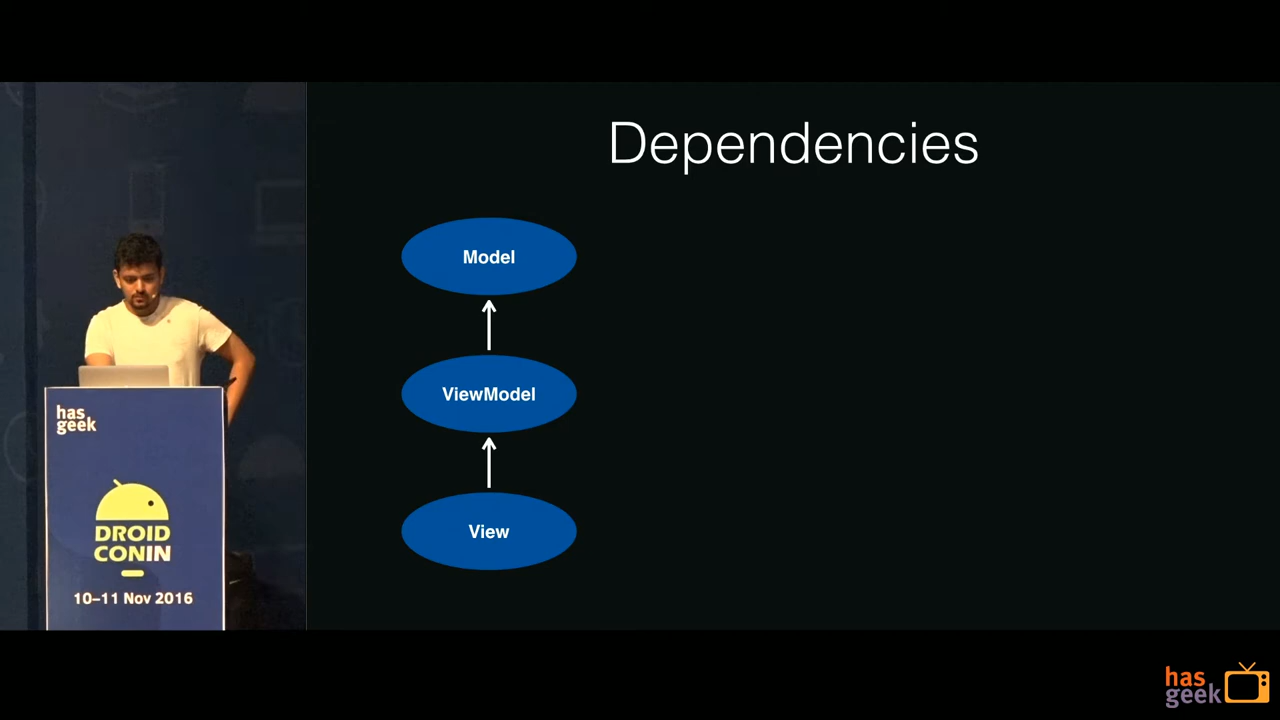 Dependencies
Model
ViewModel
View
has
geek
DROID
CONIN
10–11 Nov 2016
has
geek